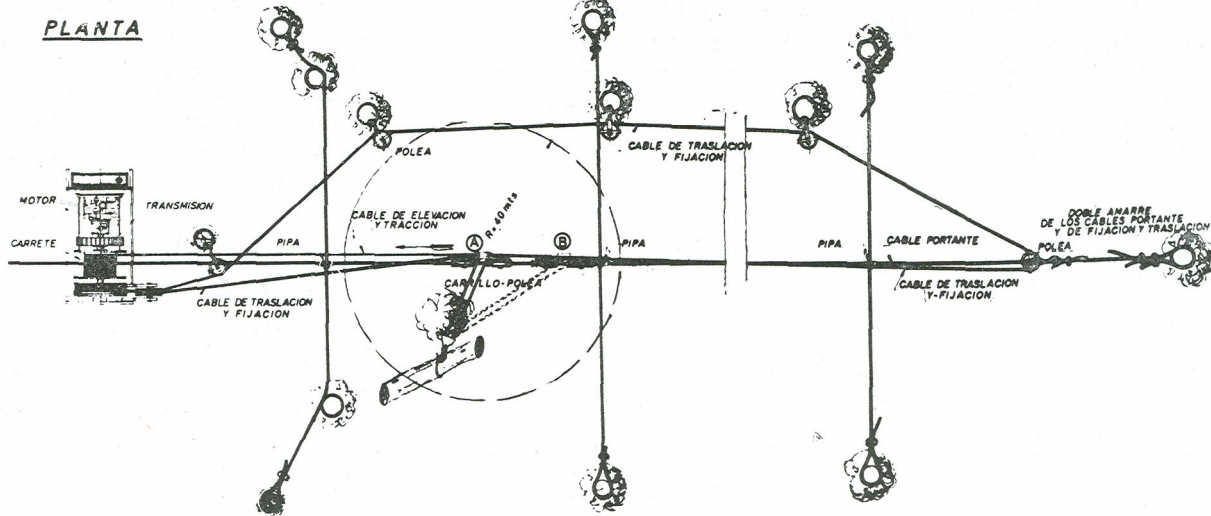 PLANTA
POLEA
CABLE DE TRASLACION
Y FIJACION
MOTOR
TRANSMISION
CARRETE
CABLE DE ELEVACION
Y TRACCION
R=40mts
A
B
PIPA
PIPA
PIPA
CABLE PORTANTE
DOBLE AMARRE
DE LOS CABLES PORTANTE
Y DE FIJACION Y TRASLACION
POLEA
CABLE DE TRASLACION
Y FIJACION
CARRILLO-POLEA
CABLE DE TRASLACION
Y-FIJACION